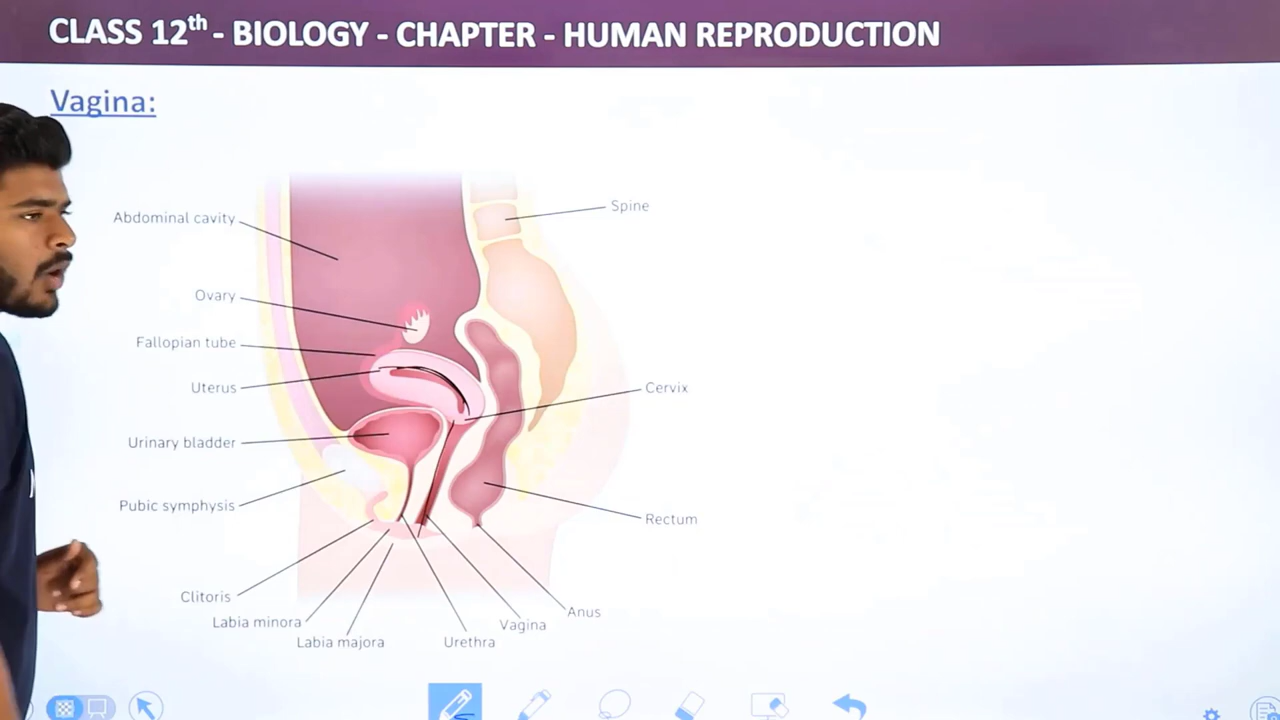 CLASS 12th - BIOLOGY - CHAPTER - HUMAN REPRODUCTION
Vagina:
Abdominal cavity
Spine
Ovary
Fallopian tube
Uterus
Cervix
Urinary bladder
Pubic symphysis
Rectum
Clitoris
Labia minora
Labia majora
Urethra
Vagina
Anus